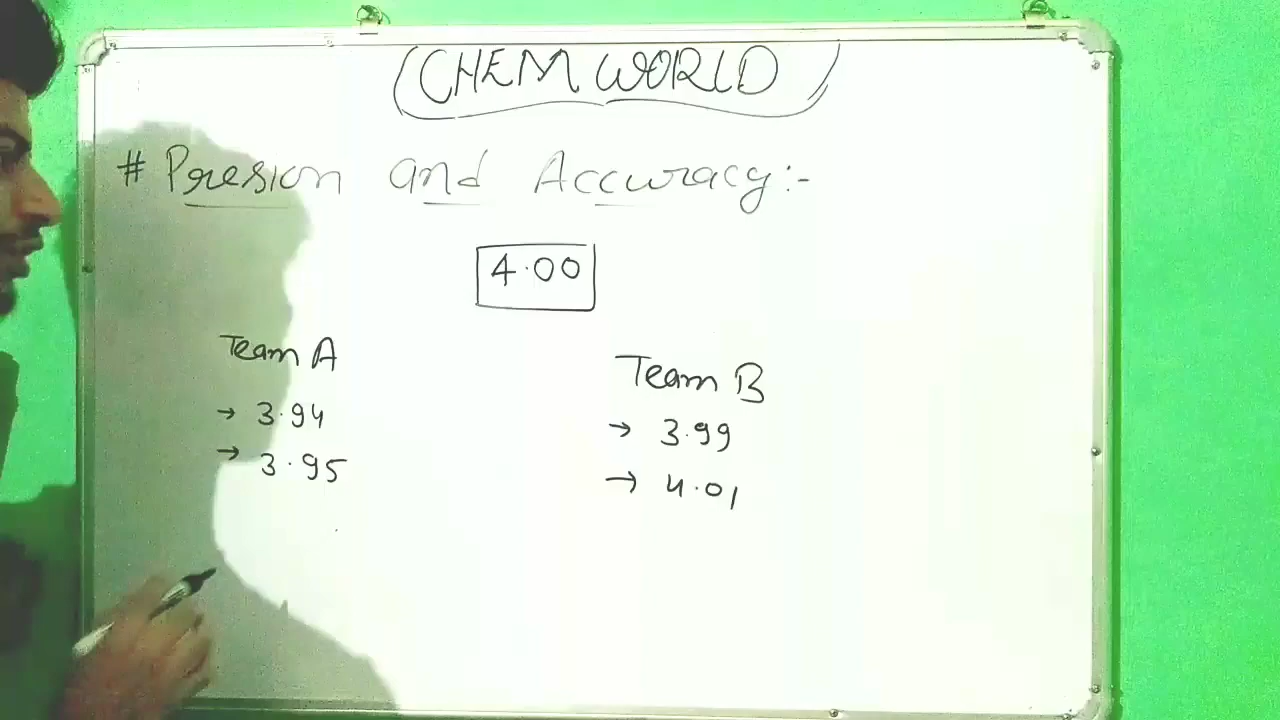 CHEM WORLD
# Presion and Accuracy:-
4.00
Team A
→ 3.94
→ 3.95
Team B
→ 3.99
→ 4.01